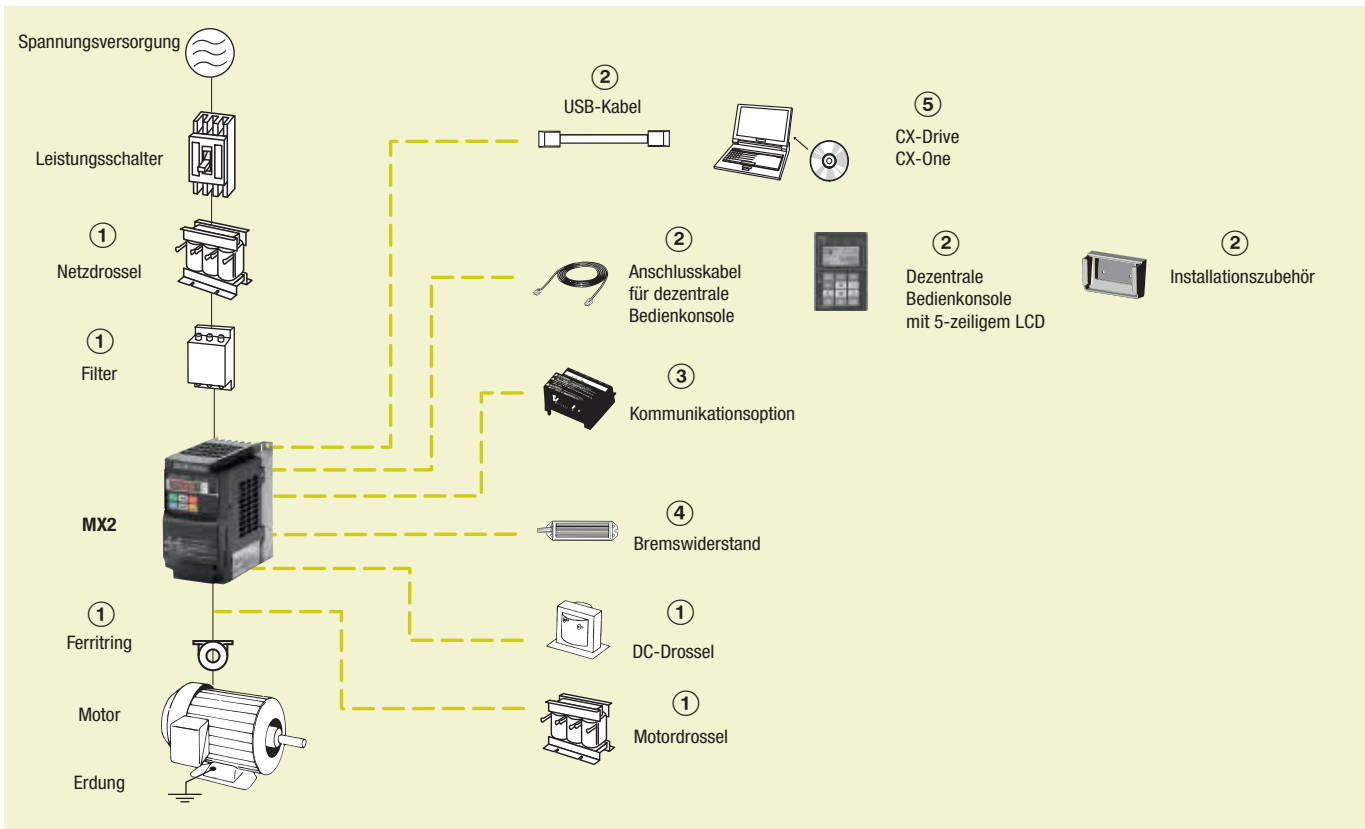 Spannungsversorgung
Leistungsschalter
①
Netzdrossel
①
Filter
MX2
①
Ferritring
Motor
Erdung
②
USB-Kabel
⑤
CX-Drive
CX-One
②
Anschlusskabel
für dezentrale
Bedienkonsole
②
Dezentrale
Bedienkonsole
mit 5-zeiligem LCD
②
Installationszubehör
③
Kommunikationsoption
④
Bremswiderstand
①
DC-Drossel
①
Motordrossel